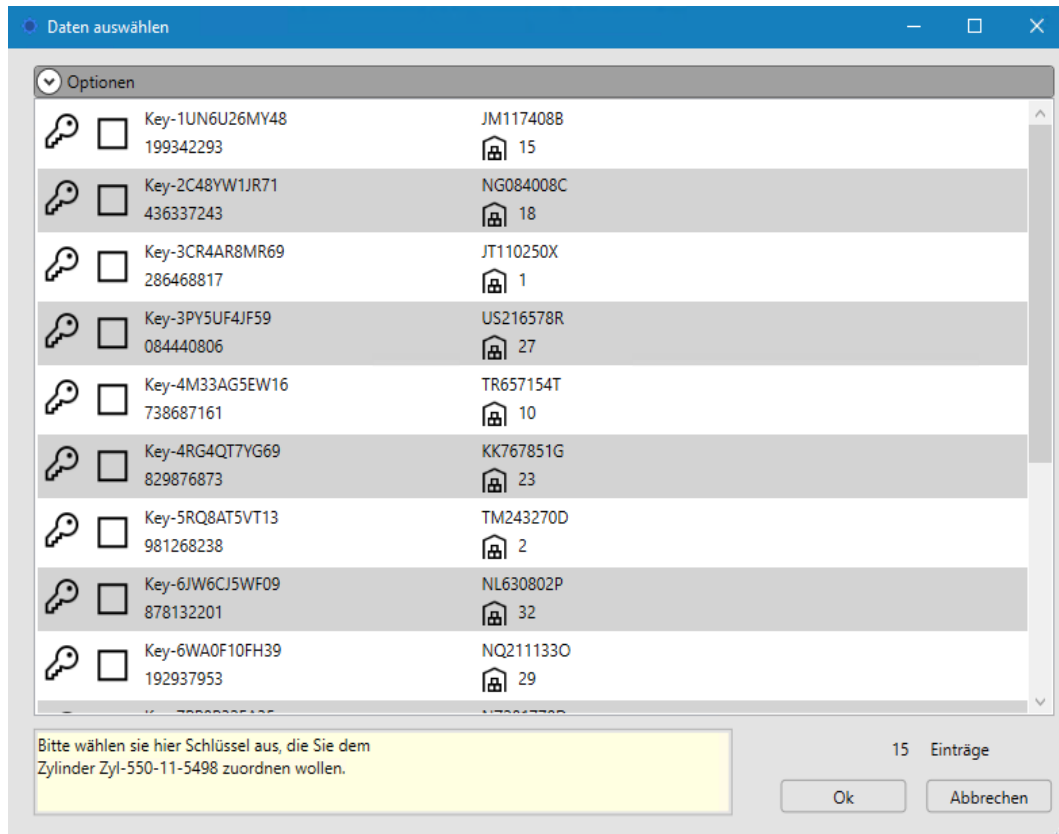 Daten auswählen
Optionen
Key-1UN6U26MY48 JM117408B
199342293 15
Key-2C48YW1JR71 NG084008C
436337243 18
Key-3CR4AR8MR69 JT110250X
286468817 1
Key-3PY5UF4JF59 US216578R
084440806 27
Key-4M33AG5EW16 TR657154T
738687161 10
Key-4RG4QT7YG69 KK767851G
829876873 23
Key-5RQ8AT5VT13 TM243270D
981268238 2
Key-6JW6CJ5WF09 NL630802P
878132201 32
Key-6WA0F10FH39 NQ211133O
192937953 29
Bitte wählen sie hier Schlüssel aus, die Sie dem
Zylinder Zyl-550-11-5498 zuordnen wollen.
15 Einträge
Ok Abbrechen